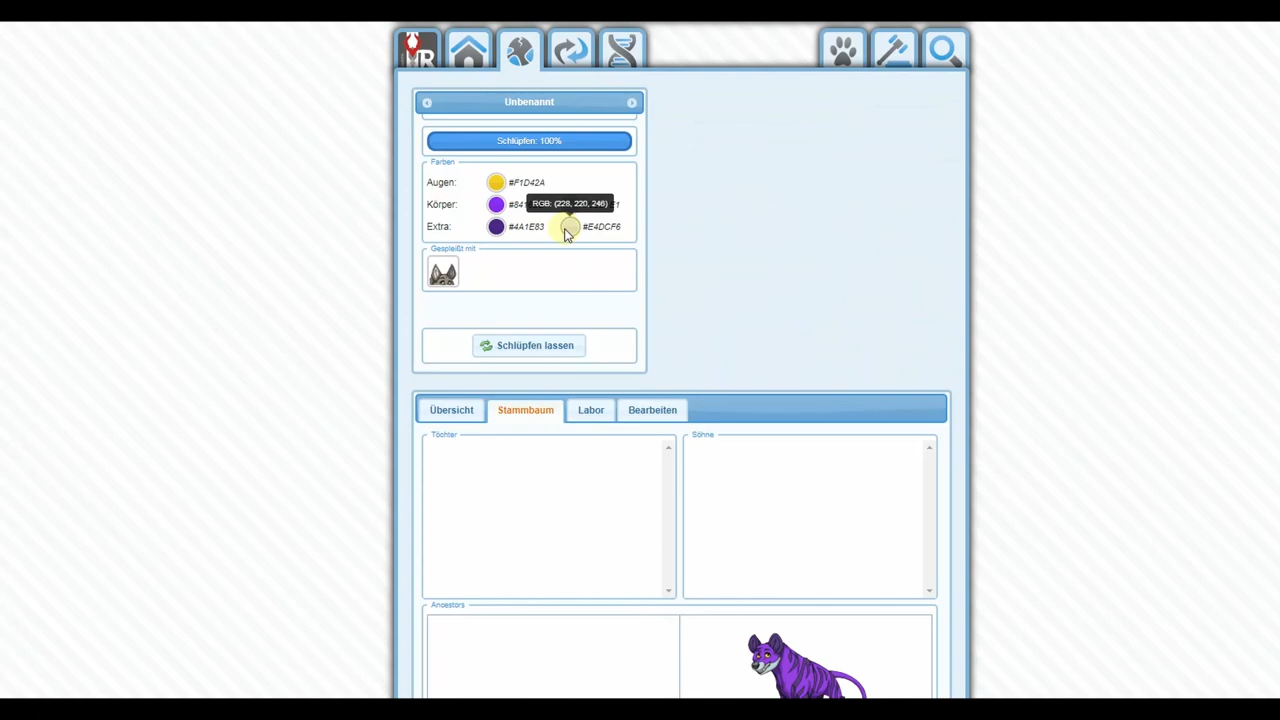 R
Unbenannt
Schlüpfen: 100%
Farben
Augen: #F1D42A
RGB: (228, 220, 246)
Körper:
Extra: #4A1E83 #E4DCF6
Gespleißt mit
Schlüpfen lassen
Übersicht Stammbaum Labor Bearbeiten
Töchter Söhne
Ancestors